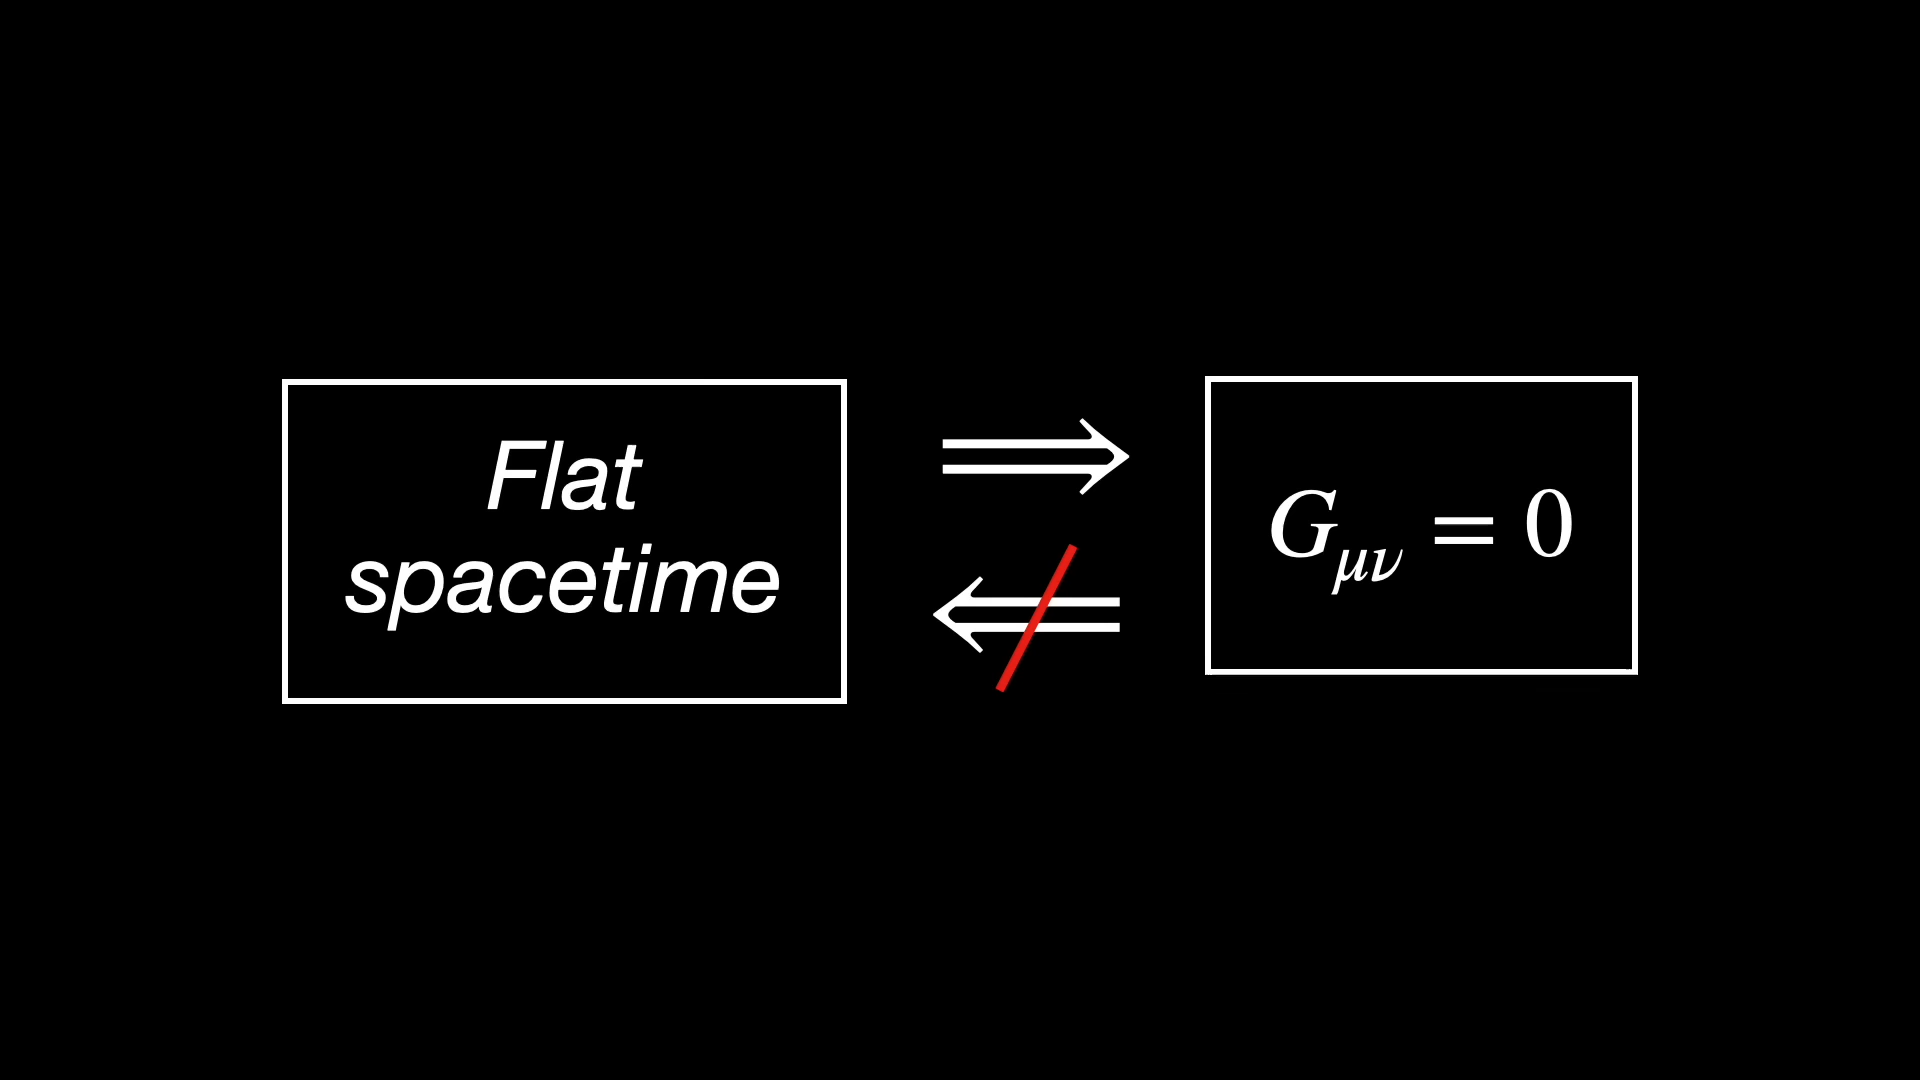 Flat
spacetime
⟹
⟸̸
G_{μν} = 0